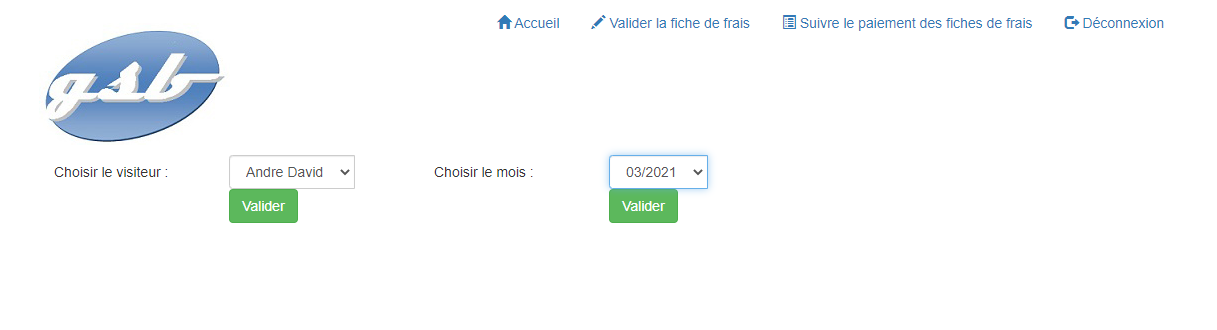 Accueil Valider la fiche de frais Suivre le paiement des fiches de frais Déconnexion
gsb
Choisir le visiteur : Andre David Choisir le mois : 03/2021
Valider Valider